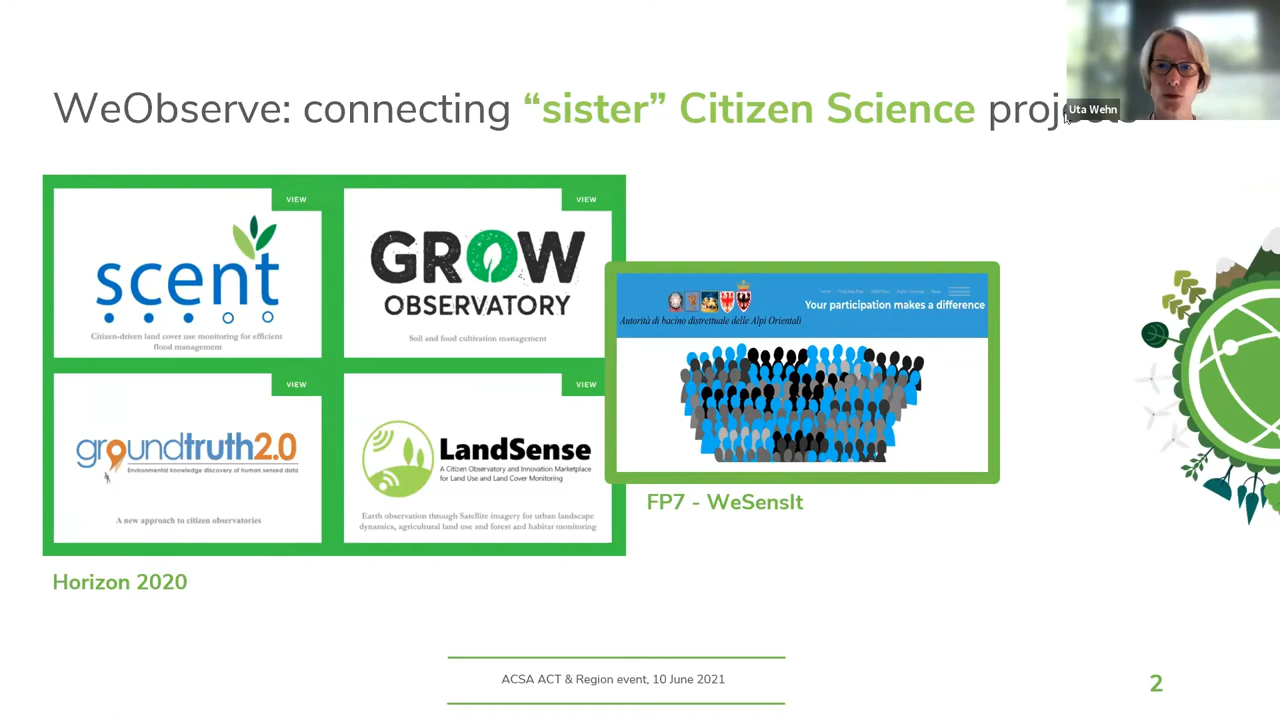 WeObserve: connecting “sister” Citizen Science projects
Uta Wehn
VIEW
scent
Citizen-driven land cover use monitoring for efficient
flood management
VIEW
GROW
OBSERVATORY
Soil and food cultivation management
VIEW
groundtruth2.0
Environmental knowledge discovery of human sensed data
A new approach to citizen observatories
VIEW
LandSense
A Citizen Observatory and Innovation Marketplace
for Land Use and Land Cover Monitoring
Earth observation through Satellite imagery for urban landscape
dynamics, agricultural land use and forest and habitat monitoring
Your participation makes a difference
Autorità di bacino distrettuale delle Alpi Orientali
FP7 - WeSensIt
Horizon 2020
ACSA ACT & Region event, 10 June 2021
2